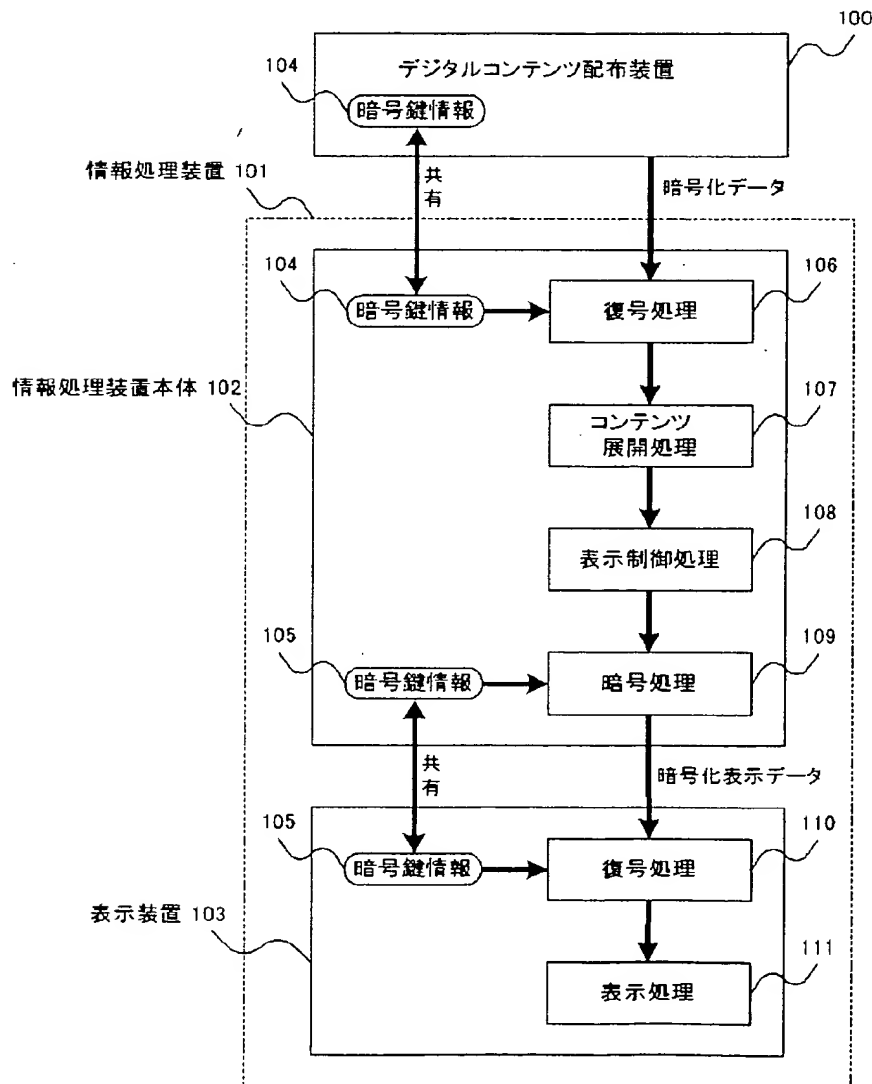 100
デジタルコンテンツ配布装置
104
暗号鍵情報
情報処理装置 101
共有
暗号化データ
104
暗号鍵情報
復号処理
106
情報処理装置本体 102
コンテンツ
展開処理
107
表示制御処理
108
105
暗号鍵情報
暗号処理
109
共有
暗号化表示データ
105
暗号鍵情報
復号処理
110
表示装置 103
表示処理
111